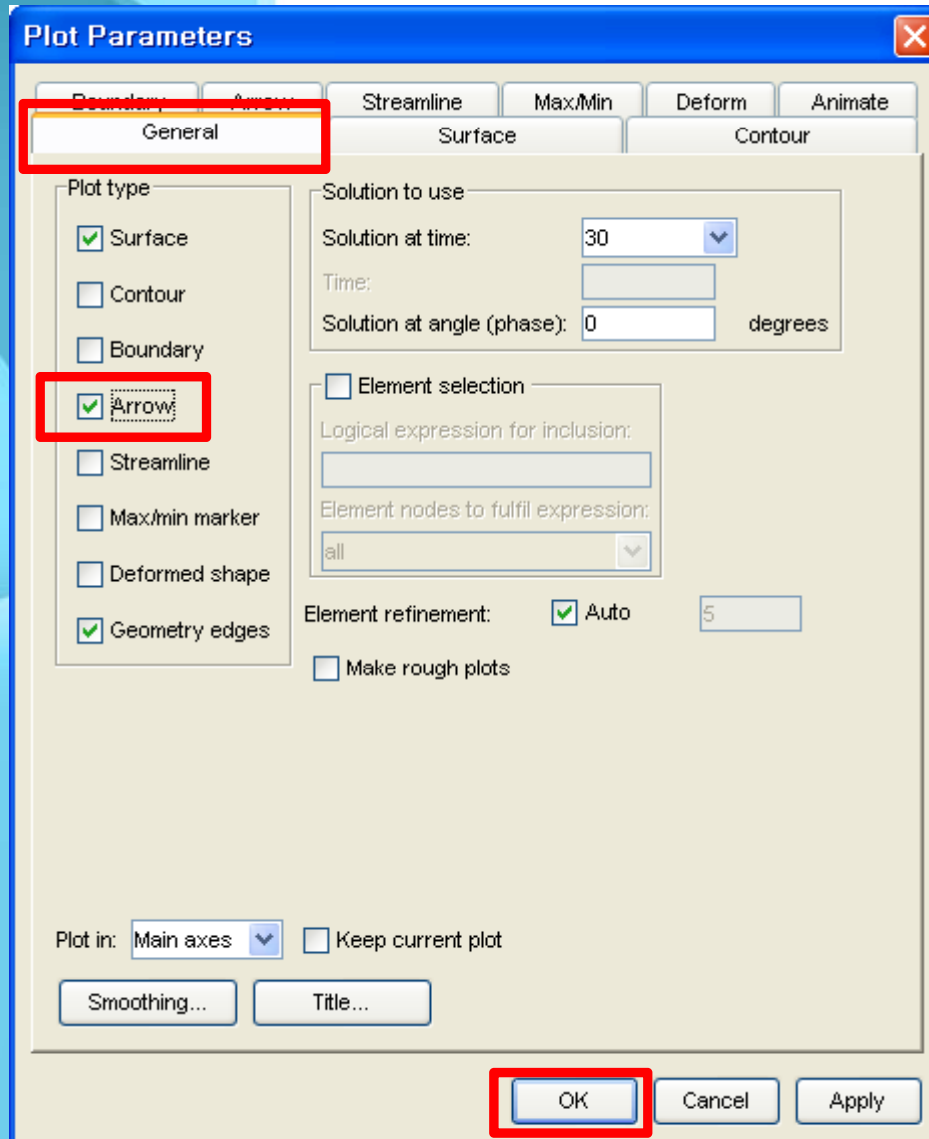 Plot Parameters
Boundary Arrow Streamline Max/Min Deform Animate
General Surface Contour
Plot type
Surface
Contour
Boundary
Arrow
Streamline
Max/min marker
Deformed shape
Geometry edges
Solution to use
Solution at time: 30
Time:
Solution at angle (phase): 0 degrees
Element selection
Logical expression for inclusion:
Element nodes to fulfil expression:
all
Element refinement: Auto 5
Make rough plots
Plot in: Main axes Keep current plot
Smoothing... Title...
OK Cancel Apply